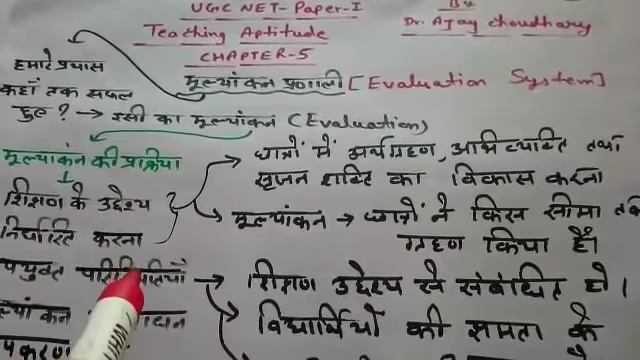 UGC NET- Paper-I
By
Teaching Aptitude
Dr. Ajay Choudhary
CHAPTER-5
मूल्यांकन प्रणाली [Evaluation System]
हमारे प्रयास
कहाँ तक सफल
हुए? → इसी का मूल्यांकन (Evaluation)
मूल्यांकन की प्रक्रिया
शिक्षण के उद्देश्य
निर्धारित करना
→ छात्रों में अर्थग्रहण, अभिव्यक्ति तथा
सृजन शक्ति का विकास करना
→ मूल्यांकन → छात्रों ने किस सीमा
ग्रहण किया है।
परिस्थितियाँ → शिक्षण उद्देश्य से संबंधित हो।
विद्यार्थियों की क्षमता के